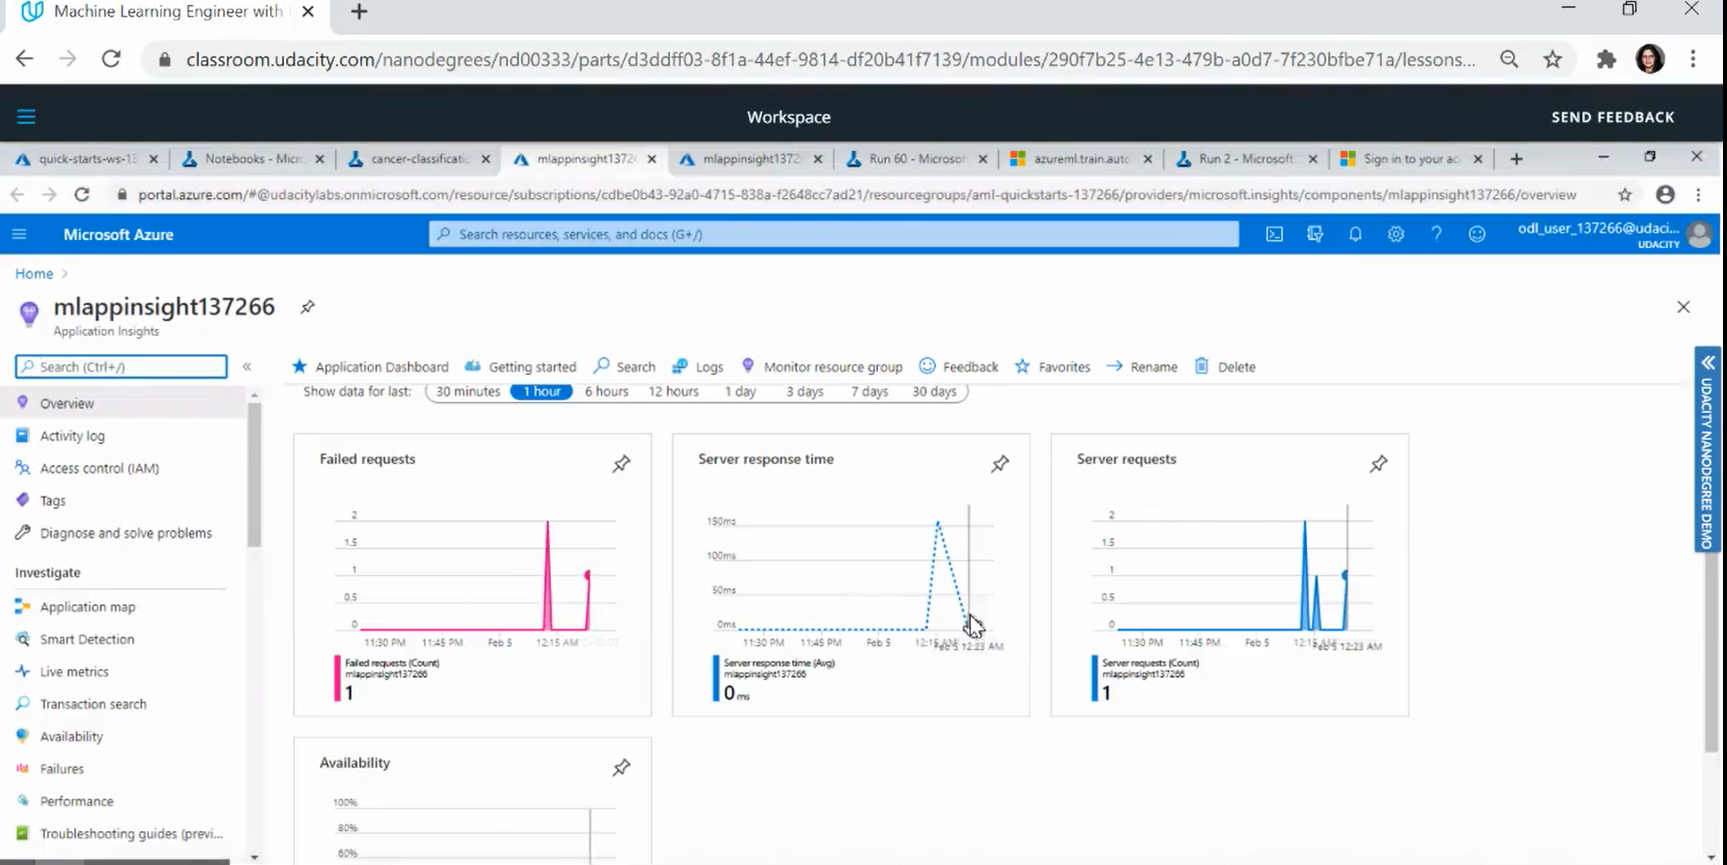 Machine Learning Engineer with
classroom.udacity.com/nanodegrees/nd00333/parts/d3ddff03-8f1a-44ef-9814-df20b41f7139/modules/290f7b25-4e13-479b-a0d7-7f230bfbe71a/lessons...
Workspace
SEND FEEDBACK
quick-starts-ws-13
Notebooks - Micr
cancer-classificati
mlappinsight1372
mlappinsight1372
Run 60 - Microsof
azureml.train.auto
Run 2 - Microsoft
Sign in to your ac
portal.azure.com/#@udacitylabs.onmicrosoft.com/resource/subscriptions/cdbe0b43-92a0-4715-838a-f2648cc7ad21/resourcegroups/aml-quickstarts-137266/providers/microsoft.insights/components/mlappinsight137266/overview
Microsoft Azure
Search resources, services, and docs (G+/)
odl_user_137266@udaci...
UDACITY
Home
mlappinsight137266
Application Insights
Search (Ctrl+/)
Application Dashboard
Getting started
Search
Logs
Monitor resource group
Feedback
Favorites
Rename
Delete
Show data for last:
30 minutes
1 hour
6 hours
12 hours
1 day
3 days
7 days
30 days
Overview
Activity log
Access control (IAM)
Tags
Diagnose and solve problems
Investigate
Application map
Smart Detection
Live metrics
Transaction search
Availability
Failures
Performance
Troubleshooting guides (previ...
Failed requests
2
1.5
1
0.5
0
11:30 PM
11:45 PM
Feb 5
12:15 AM
Failed requests (Count)
mlappinsight137266
1
Server response time
150ms
100ms
50ms
0ms
11:30 PM
11:45 PM
Feb 5
Feb 5 12:23 AM
Server response time (Avg)
mlappinsight137266
0 ms
Server requests
2
1.5
1
0.5
0
11:30 PM
11:45 PM
Feb 5
Feb 5 12:23 AM
Server requests (Count)
mlappinsight137266
1
Availability
100%
80%
60%
UDACITY NANODEGREE DEMO